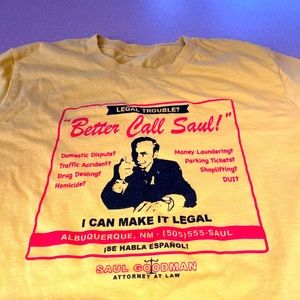 LEGAL TROUBLE?
"Better Call Saul!"
Domestic Dispute?
Traffic Accident?
Drug Dealing?
Homicide?
Money Laundering?
Parking Tickets?
Shoplifting?
DUI?
I CAN MAKE IT LEGAL
ALBUQUERQUE, NM - (505)555-SAUL
¡SE HABLA ESPAÑOL!
SAUL GOODMAN
ATTORNEY AT LAW